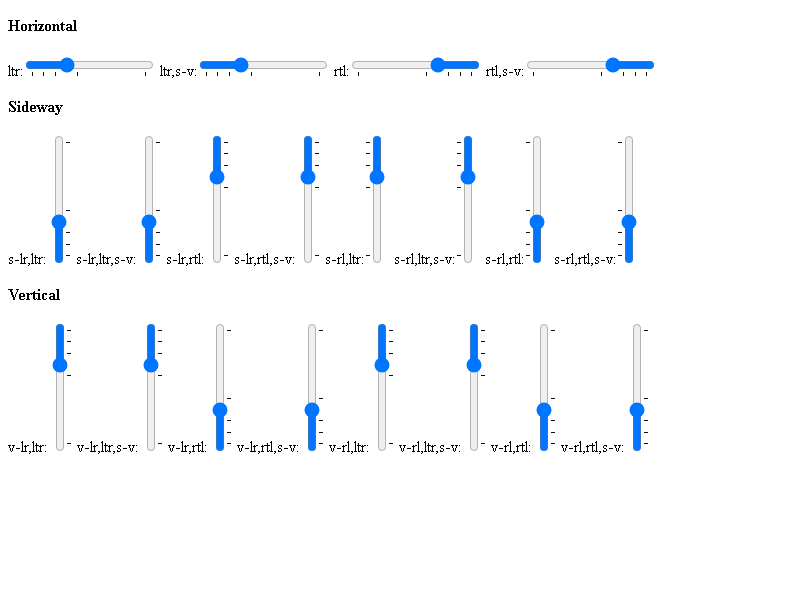 Horizontal
ltr: ltr,s-v: rtl: rtl,s-v:
Sideway
s-lr,ltr: s-lr,ltr,s-v: s-lr,rtl: s-lr,rtl,s-v: s-rl,ltr: s-rl,ltr,s-v: s-rl,rtl: s-rl,rtl,s-v:
Vertical
v-lr,ltr: v-lr,ltr,s-v: v-lr,rtl: v-lr,rtl,s-v: v-rl,ltr: v-rl,ltr,s-v: v-rl,rtl: v-rl,rtl,s-v: